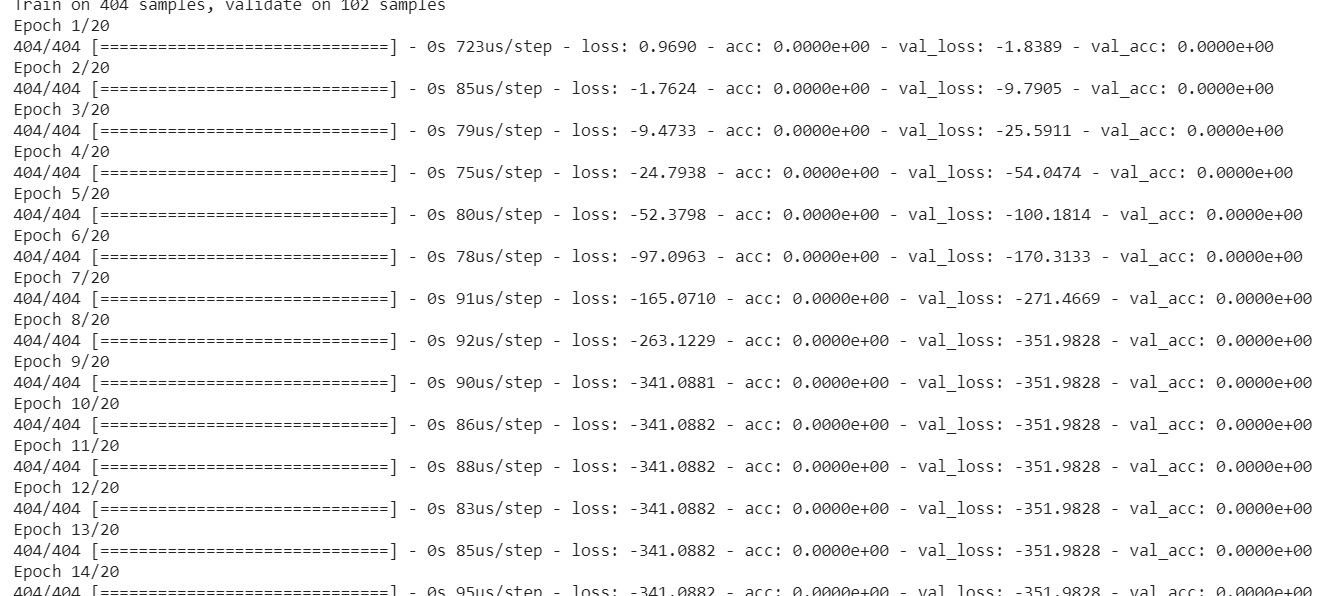 Train on 404 samples, validate on 102 samples
Epoch 1/20
404/404 [==============================] - 0s 723us/step - loss: 0.9690 - acc: 0.0000e+00 - val_loss: -1.8389 - val_acc: 0.0000e+00
Epoch 2/20
404/404 [==============================] - 0s 85us/step - loss: -1.7624 - acc: 0.0000e+00 - val_loss: -9.7905 - val_acc: 0.0000e+00
Epoch 3/20
404/404 [==============================] - 0s 79us/step - loss: -9.4733 - acc: 0.0000e+00 - val_loss: -25.5911 - val_acc: 0.0000e+00
Epoch 4/20
404/404 [==============================] - 0s 75us/step - loss: -24.7938 - acc: 0.0000e+00 - val_loss: -54.0474 - val_acc: 0.0000e+00
Epoch 5/20
404/404 [==============================] - 0s 80us/step - loss: -52.3798 - acc: 0.0000e+00 - val_loss: -100.1814 - val_acc: 0.0000e+00
Epoch 6/20
404/404 [==============================] - 0s 78us/step - loss: -97.0963 - acc: 0.0000e+00 - val_loss: -170.3133 - val_acc: 0.0000e+00
Epoch 7/20
404/404 [==============================] - 0s 91us/step - loss: -165.0710 - acc: 0.0000e+00 - val_loss: -271.4669 - val_acc: 0.0000e+00
Epoch 8/20
404/404 [==============================] - 0s 92us/step - loss: -263.1229 - acc: 0.0000e+00 - val_loss: -351.9828 - val_acc: 0.0000e+00
Epoch 9/20
404/404 [==============================] - 0s 90us/step - loss: -341.0881 - acc: 0.0000e+00 - val_loss: -351.9828 - val_acc: 0.0000e+00
Epoch 10/20
404/404 [==============================] - 0s 86us/step - loss: -341.0882 - acc: 0.0000e+00 - val_loss: -351.9828 - val_acc: 0.0000e+00
Epoch 11/20
404/404 [==============================] - 0s 88us/step - loss: -341.0882 - acc: 0.0000e+00 - val_loss: -351.9828 - val_acc: 0.0000e+00
Epoch 12/20
404/404 [==============================] - 0s 83us/step - loss: -341.0882 - acc: 0.0000e+00 - val_loss: -351.9828 - val_acc: 0.0000e+00
Epoch 13/20
404/404 [==============================] - 0s 85us/step - loss: -341.0882 - acc: 0.0000e+00 - val_loss: -351.9828 - val_acc: 0.0000e+00
Epoch 14/20
404/404 [==============================] - 0s 95us/step - loss: -341.0882 - acc: 0.0000e+00 - val_loss: -351.9828 - val_acc: 0.0000e+00